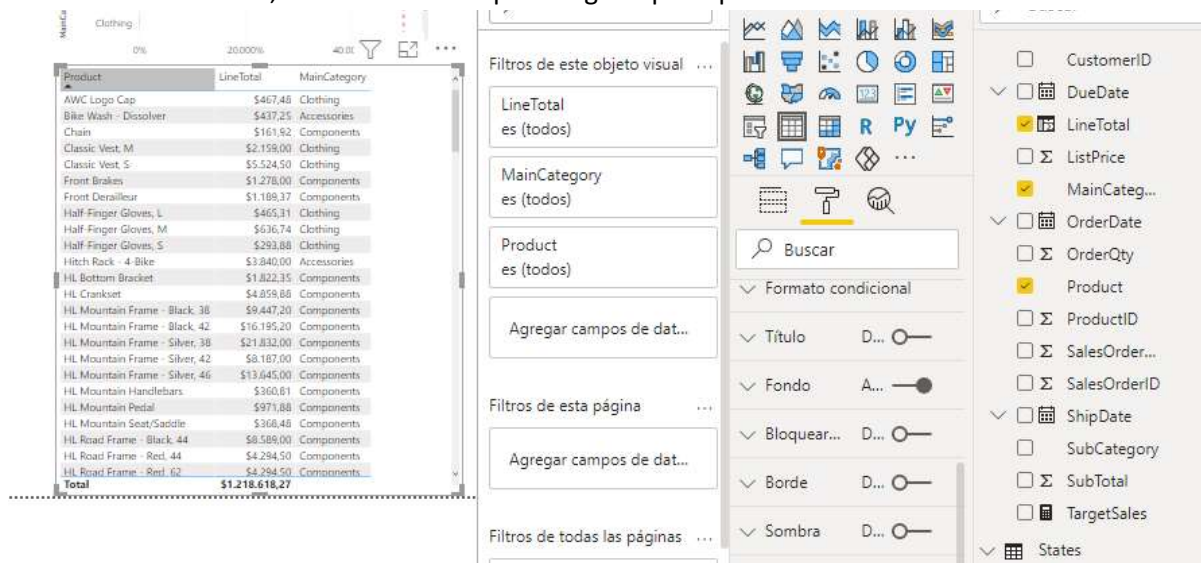 Clothing
MainCa
0% 20.000%
Product LineTotal MainCategory
AWC Logo Cap $467,48 Clothing
Bike Wash - Dissolver $437,25 Accessories
Chain $161,92 Components
Classic Vest, M $2.159,00 Clothing
Classic Vest, S $5.524,50 Clothing
Front Brakes $1.278,00 Components
Front Derailleur $1.189,37 Components
Half-Finger Gloves, L $465,31 Clothing
Half-Finger Gloves, M $636,74 Clothing
Half-Finger Gloves, S $293,88 Clothing
Hitch Rack - 4-Bike $3.840,00 Accessories
HL Bottom Bracket $1.822,35 Components
HL Crankset $4.859,88 Components
HL Mountain Frame - Black, 38 $9.447,20 Components
HL Mountain Frame - Black, 42 $16.195,20 Components
HL Mountain Frame - Silver, 38 $21.832,00 Components
HL Mountain Frame - Silver, 42 $8.187,00 Components
HL Mountain Frame - Silver, 46 $13.645,00 Components
HL Mountain Handlebars $360,81 Components
HL Mountain Pedal $971,88 Components
HL Mountain Seat/Saddle $368,48 Components
HL Road Frame - Black, 44 $8.589,00 Components
HL Road Frame - Red, 44 $4.294,50 Components
HL Road Frame - Red, 62 $4.294,50 Components
Total $1.218.618,27
Filtros de este objeto visual ...
LineTotal
es (todos)
MainCategory
es (todos)
Product
es (todos)
Agregar campos de dat...
Filtros de esta página ...
Agregar campos de dat...
Filtros de todas las páginas ...
123
R Py
...
Buscar
Formato condicional
Título D...
Fondo A...
Bloquear... D...
Borde D...
Sombra D...
CustomerID
DueDate
LineTotal
Σ ListPrice
MainCateg...
OrderDate
Σ OrderQty
Product
Σ ProductID
Σ SalesOrder...
Σ SalesOrderID
ShipDate
SubCategory
Σ SubTotal
TargetSales
States